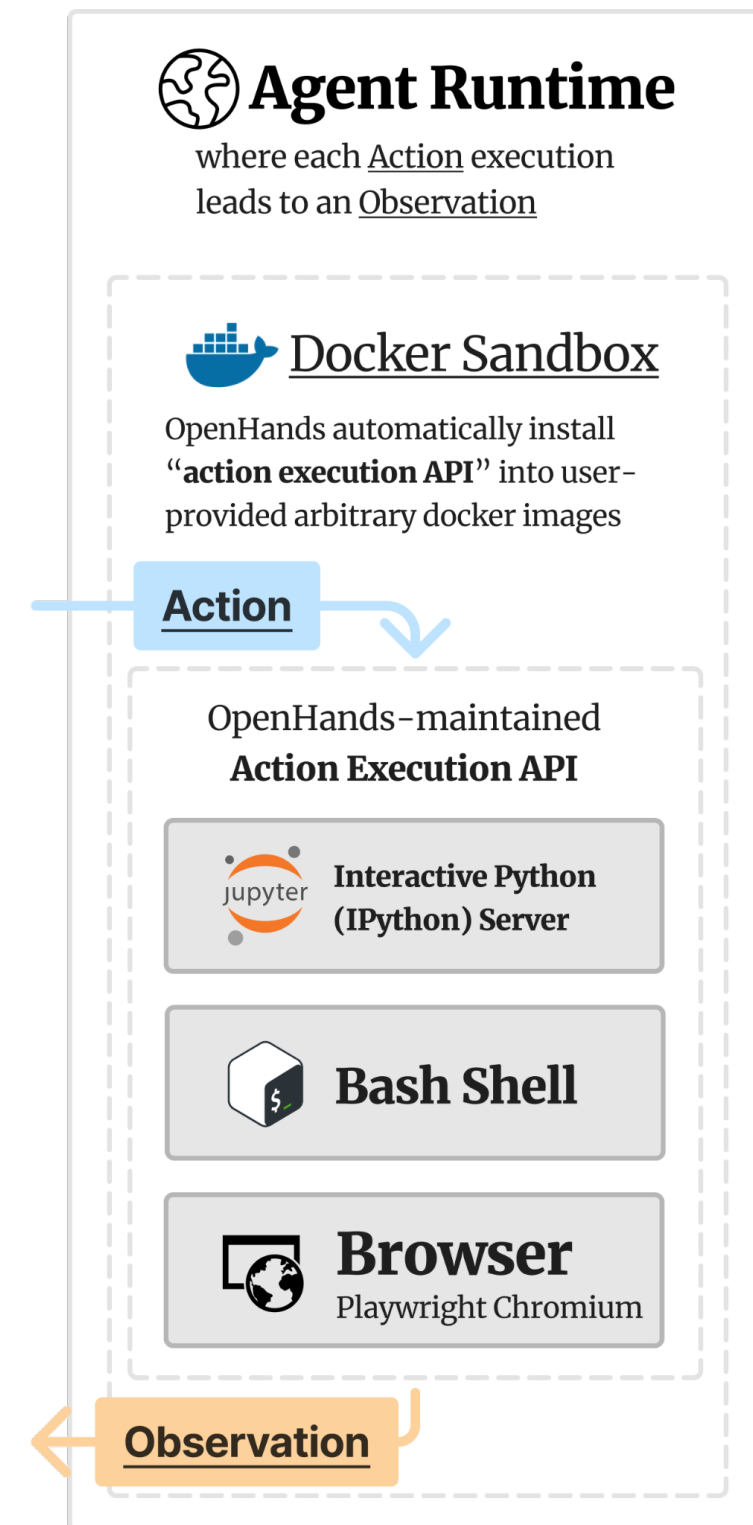 Agent Runtime
where each Action execution
leads to an Observation
Docker Sandbox
OpenHands automatically install
“action execution API” into user-
provided arbitrary docker images
Action
OpenHands-maintained
Action Execution API
jupyter
Interactive Python
(IPython) Server
$_
Bash Shell
Browser
Playwright Chromium
Observation